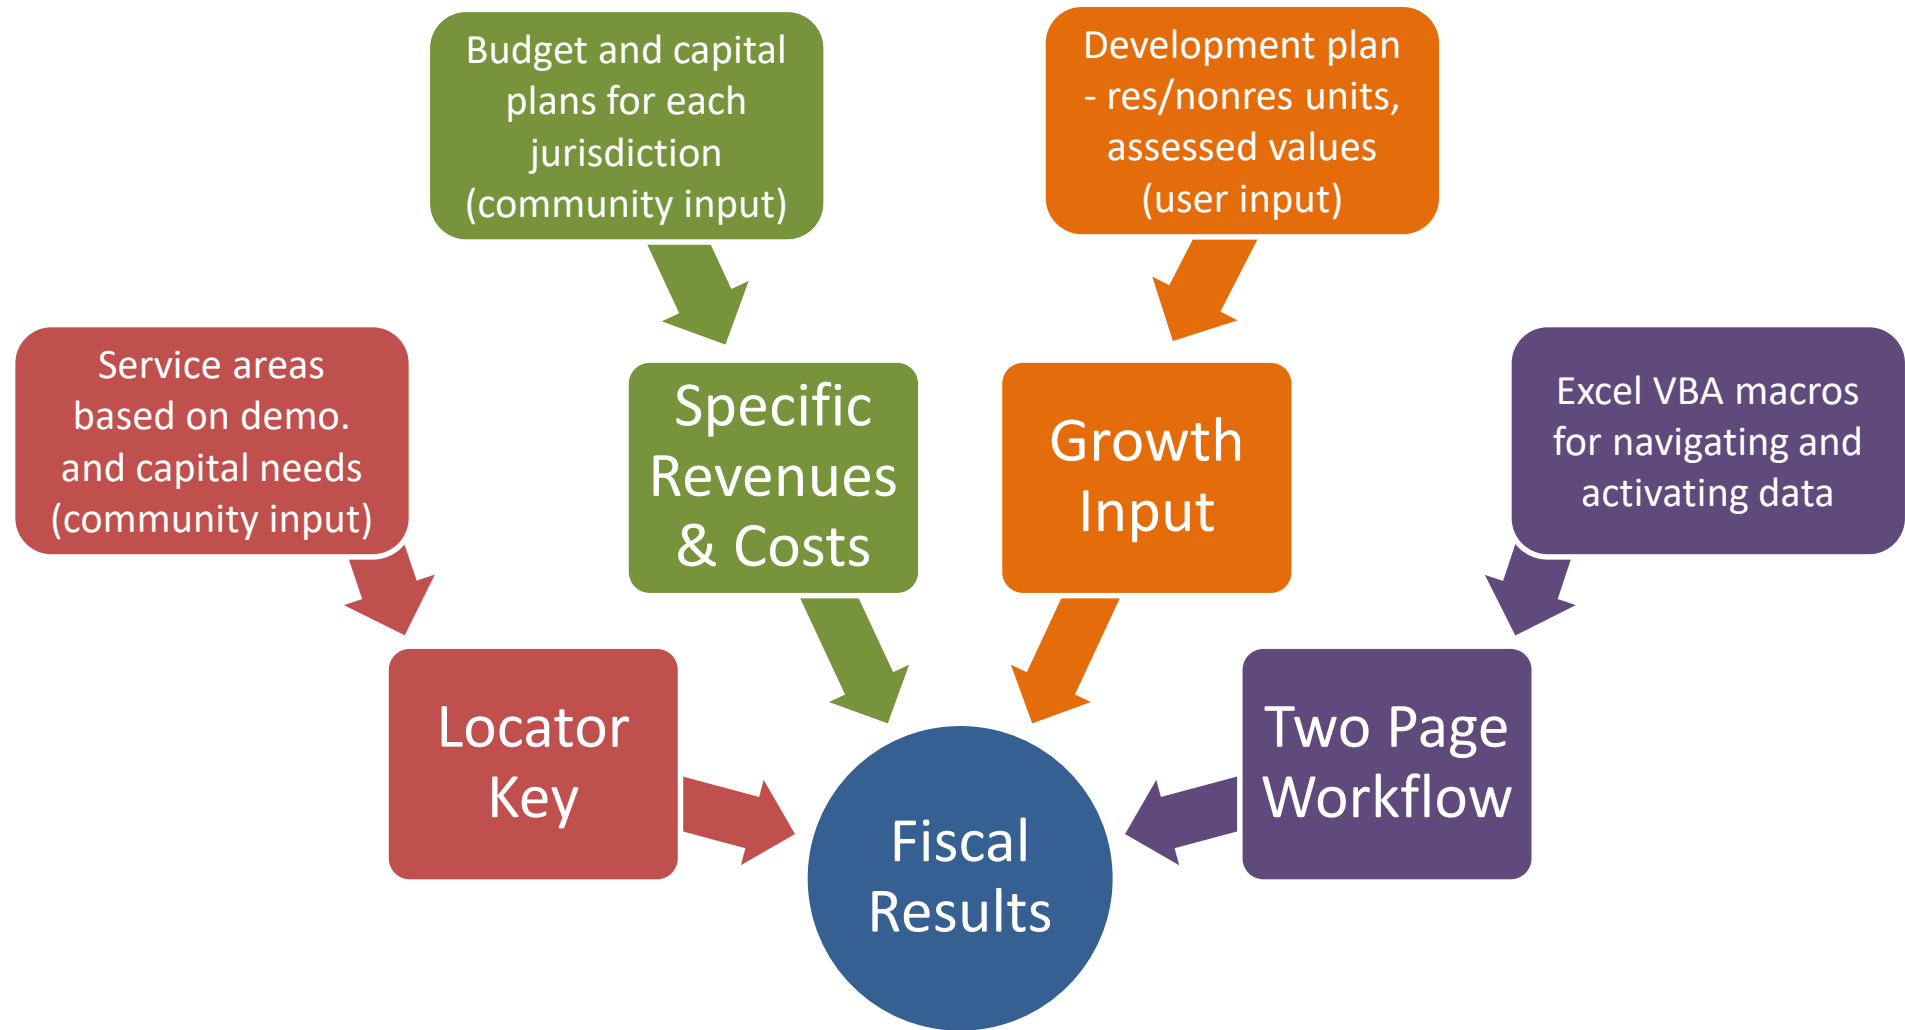 Budget and capital
plans for each
jurisdiction
(community input)
Development plan
- res/nonres units,
assessed values
(user input)
Service areas
based on demo.
and capital needs
(community input)
Specific
Revenues
& Costs
Growth
Input
Excel VBA macros
for navigating and
activating data
Locator
Key
Two Page
Workflow
Fiscal
Results